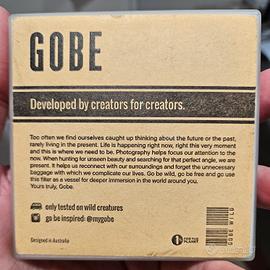 GOBE
Developed by creators for creators.
Too often we find ourselves caught up thinking about the future or the past,
rarely living in the present. Life is happening right now, right this very moment
and this is where we need to be. Photography helps focus our attention to the
now. When hunting for unseen beauty and searching for that perfect angle, we are
present. It helps us reconnect with our surroundings and forget the unnecessary
baggage with which we complicate our lives. Go be wild, go be free and go use
this filter as a vessel for deeper immersion in the world around you.
Yours truly, Gobe.
only tested on wild creatures
go be inspired: @mygobe
Designed in Australia
1
FOR THE
PLANET
GOBE WILD